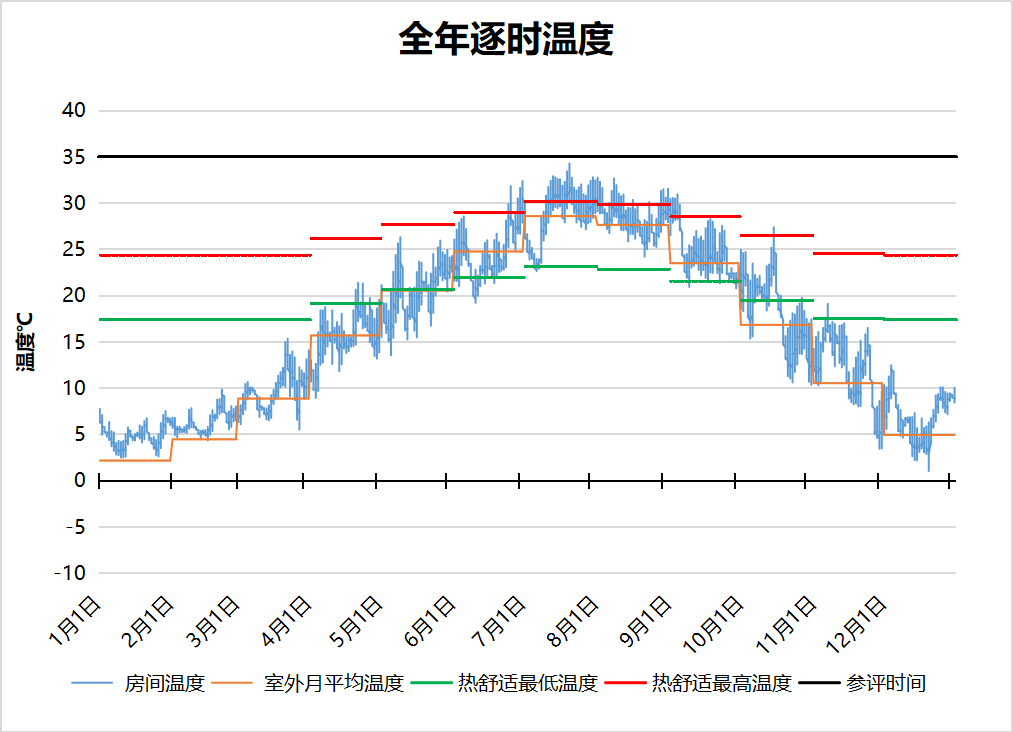 全年逐时温度
温度℃
40
35
30
25
20
15
10
5
0
-5
-10
1月1日
2月1日
3月1日
4月1日
5月1日
6月1日
7月1日
8月1日
9月1日
10月1日
11月1日
12月1日
房间温度 室外月平均温度 热舒适最低温度 热舒适最高温度 参评时间